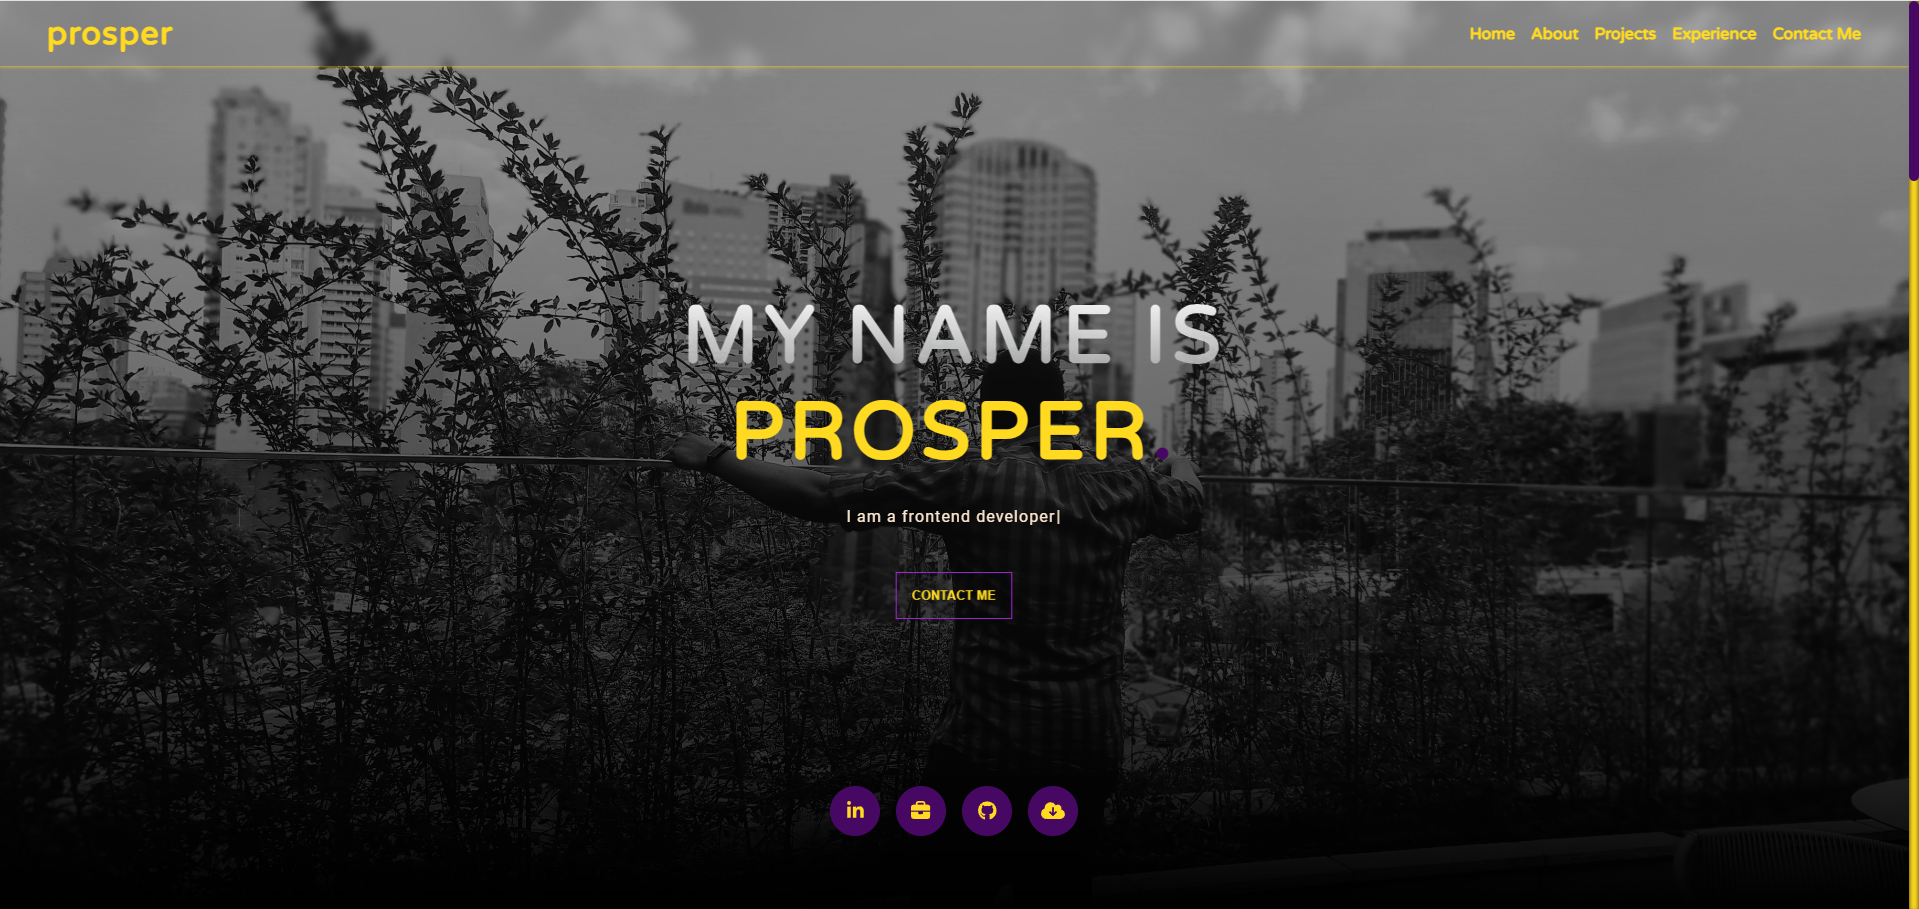 prosper
Home About Projects Experience Contact Me
MY NAME IS
PROSPER.
I am a frontend developer|
CONTACT ME
in